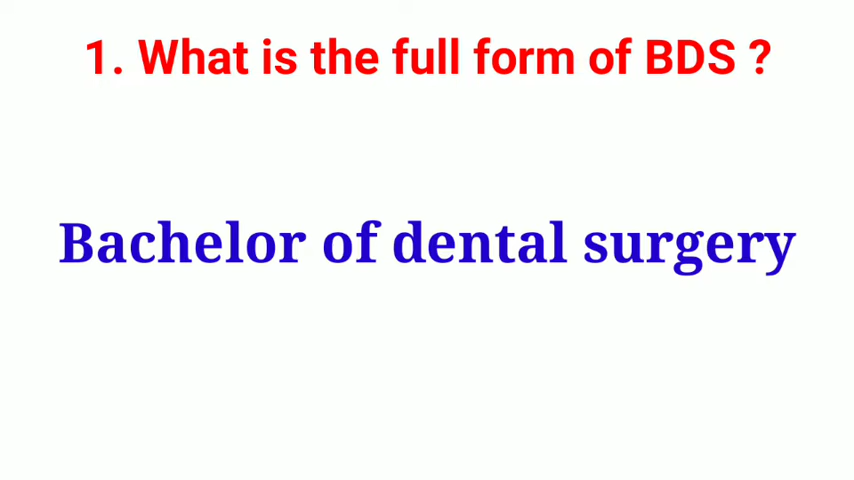 1. What is the full form of BDS ?
Bachelor of dental surgery